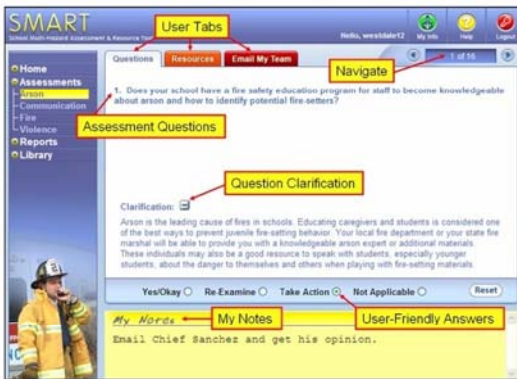 SMART
School Multi-Hazard Assessment & Resource
User Tabs
Hello, westdale12
My Info
Help
Logout
Questions
Resources
Email My Team
1 of 16
Navigate
Home
Assessments
Arson
Communication
Fire
Violence
Reports
Library
1. Does your school have a fire safety education program for staff to become knowledgeable
about arson and how to identify potential fire-setters?
Assessment Questions
Question Clarification
Clarification:
Arson is the leading cause of fires in schools. Educating caregivers and students is considered one
of the best ways to prevent juvenile fire-setting behavior. Your local fire department or your state fire
marshal will be able to provide you with a knowledgeable arson expert or additional materials.
These individuals may also be a good resource to speak with students, especially younger
students, about the danger to themselves and others when playing with fire-setting materials.
Yes/Okay
Re-Examine
Take Action
Not Applicable
Reset
My Notes
My Notes
User-Friendly Answers
Email Chief Sanchez and get his opinion.